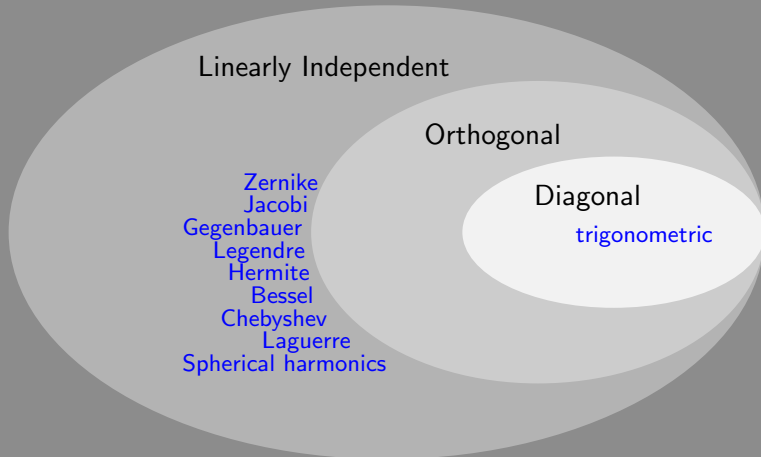 Linearly Independent
Orthogonal
Zernike
Diagonal
Jacobi
Gegenbauer
trigonometric
Legendre
Hermite
Bessel
Chebyshev
Laguerre
Spherical harmonics